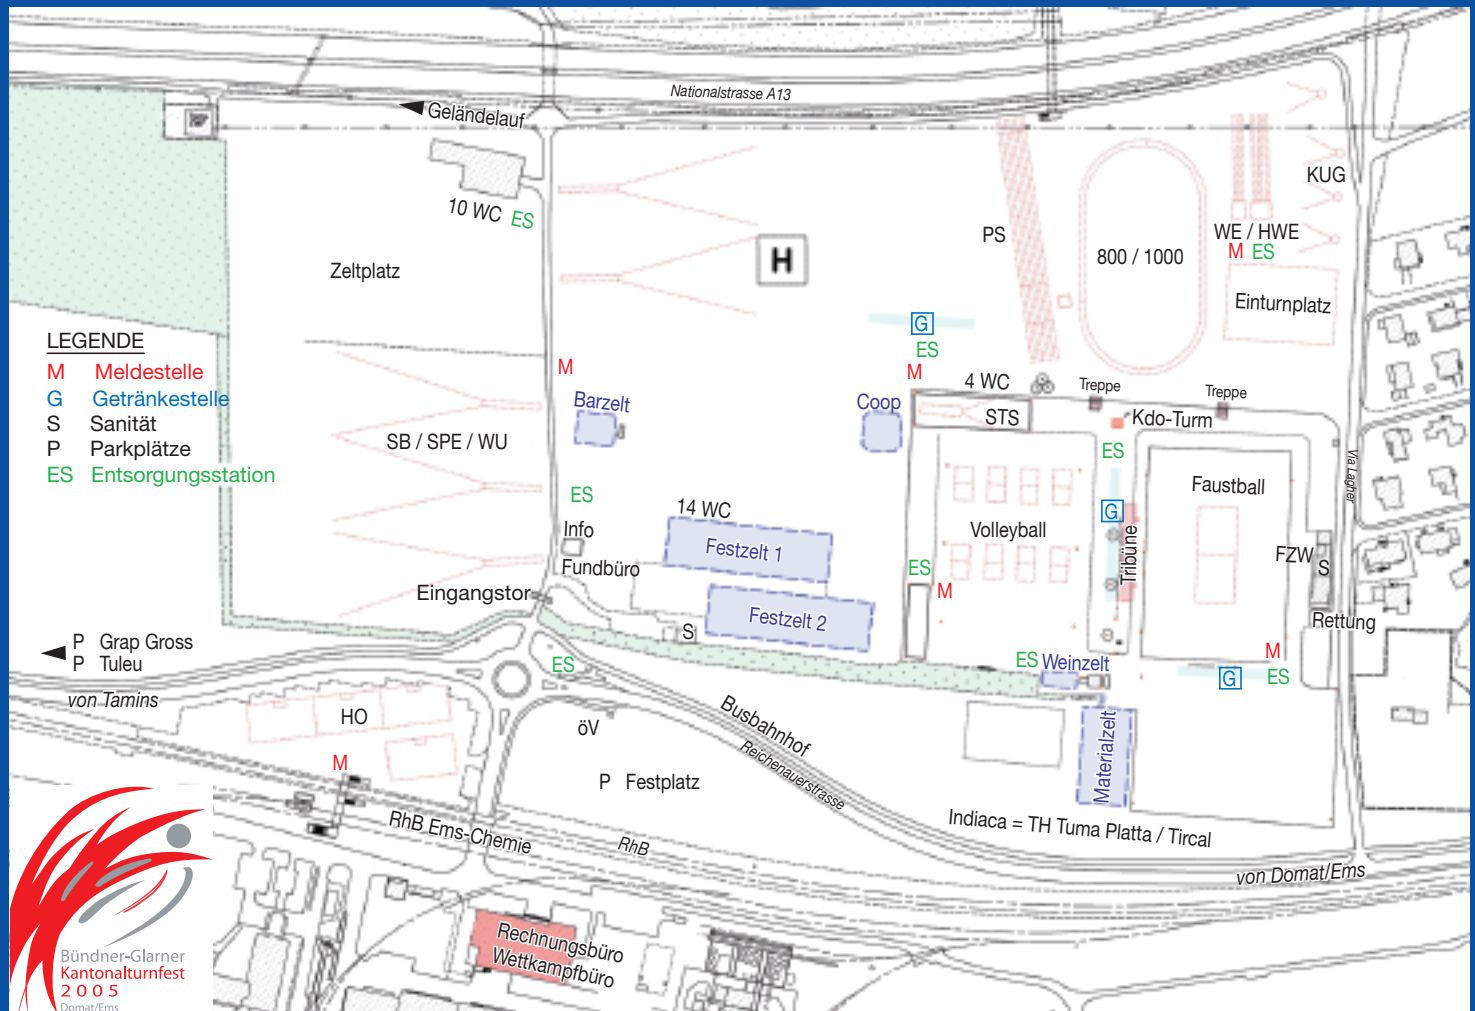 Nationalstrasse A13
Geländelauf
10 WC ES
Zeltplatz
H
PS
800 / 1000
KUG
WE / HWE
M ES
Einturnplatz
LEGENDE
M Meldestelle
G Getränkestelle
S Sanität
P Parkplätze
ES Entsorgungsstation
G
ES
M
M
Barzelt
Coop
4 WC
STS
Treppe
Treppe
Kdo-Turm
SB / SPE / WU
ES
ES
Via Lagher
Faustball
14 WC
Info
Festzelt 1
Volleyball
G
Tribüne
FZW
S
Fundbüro
ES
M
Eingangstor
Festzelt 2
S
Rettung
P Grap Gross
P Tuleu
von Tamins
ES
ES Weinzelt
M
G
ES
HO
M
öV
Busbahnhof
Reichenauerstrasse
Materialzelt
P Festplatz
Indiaca = TH Tuma Platta / Tircal
RhB Ems-Chemie
RhB
von Domat/Ems
Rechnungsbüro
Wettkampfbüro
Bündner-Glarner
Kantonalturnfest
2005
Domat/Ems